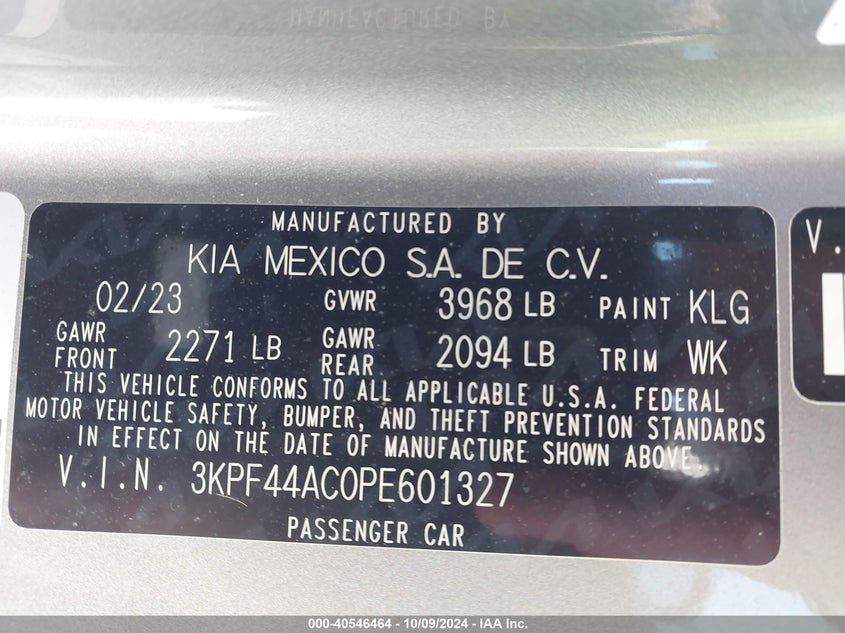 MANUFACTURED BY
KIA MEXICO S.A. DE C.V.
02/23 GVWR 3968 LB PAINT KLG
GAWR FRONT 2271 LB GAWR REAR 2094 LB TRIM WK
THIS VEHICLE CONFORMS TO ALL APPLICABLE U.S.A. FEDERAL
MOTOR VEHICLE SAFETY, BUMPER, AND THEFT PREVENTION STANDARDS
IN EFFECT ON THE DATE OF MANUFACTURE SHOWN ABOVE.
V.I.N. 3KPF44AC0PE601327
PASSENGER CAR
V.
000-40546464 - 10/09/2024 - IAA Inc.